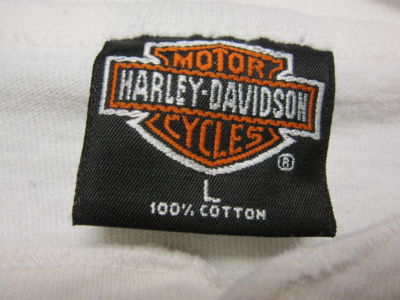 MOTOR
HARLEY-DAVIDSON
CYCLES
®
L
100% COTTON